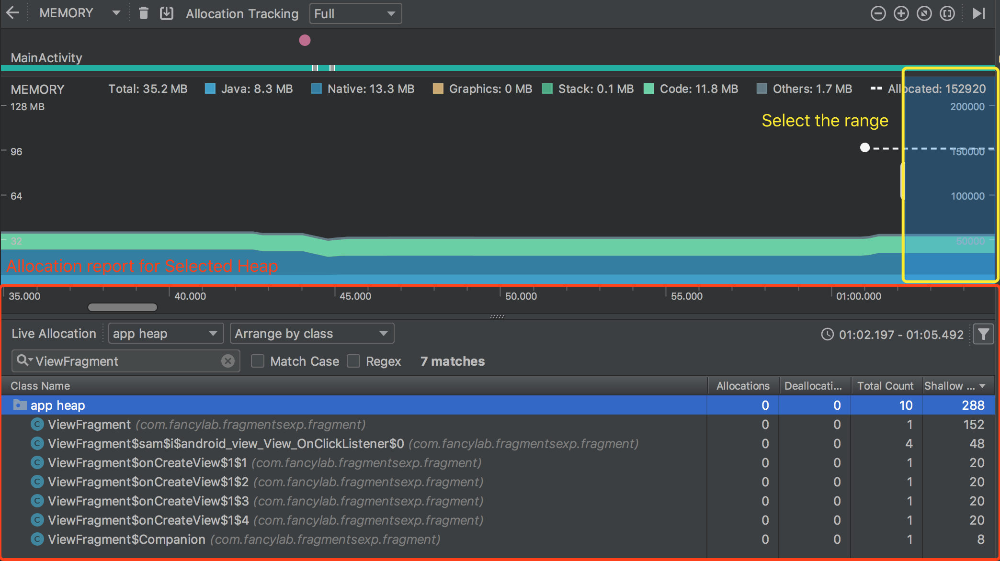 MEMORY Allocation Tracking Full
MainActivity
MEMORY Total: 35.2 MB Java: 8.3 MB Native: 13.3 MB Graphics: 0 MB Stack: 0.1 MB Code: 11.8 MB Others: 1.7 MB Allocated: 152920
128 MB 200000
Select the range
96 150000
64 100000
32 50000
Allocation report for Selected Heap
35.000 40.000 45.000 50.000 55.000 01:00.000
Live Allocation app heap Arrange by class 01:02.197 - 01:05.492
ViewFragment Match Case Regex 7 matches
Class Name Allocations Deallocati... Total Count Shallow ...
app heap 0 0 10 288
ViewFragment (com.fancylab.fragmentsexp.fragment) 0 0 1 152
ViewFragment$sam$i$android_view_View_OnClickListener$0 (com.fancylab.fragmentsexp.fragment) 0 0 4 48
ViewFragment$onCreateView$1$1 (com.fancylab.fragmentsexp.fragment) 0 0 1 20
ViewFragment$onCreateView$1$2 (com.fancylab.fragmentsexp.fragment) 0 0 1 20
ViewFragment$onCreateView$1$3 (com.fancylab.fragmentsexp.fragment) 0 0 1 20
ViewFragment$onCreateView$1$4 (com.fancylab.fragmentsexp.fragment) 0 0 1 20
ViewFragment$Companion (com.fancylab.fragmentsexp.fragment) 0 0 1 8